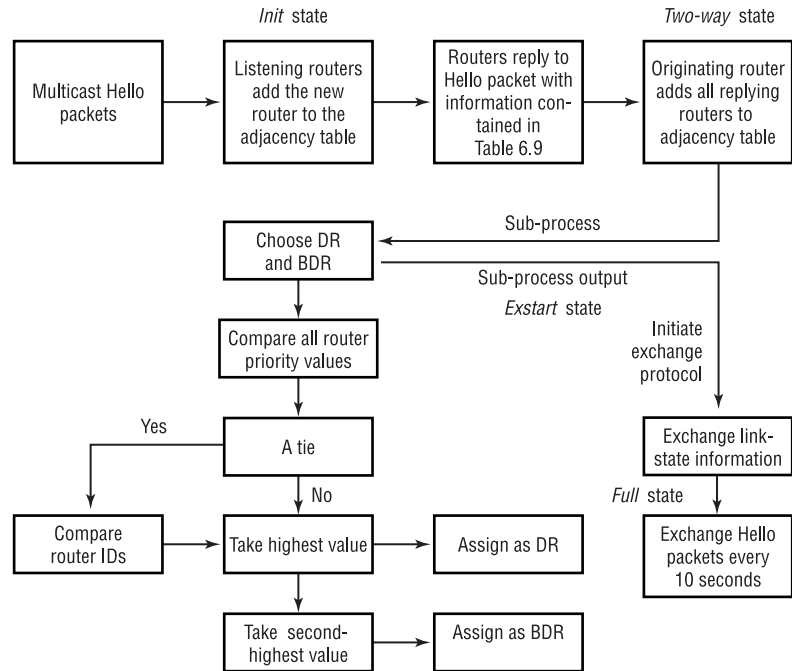 Init state
Two-way state
Multicast Hello
packets
Listening routers
add the new
router to the
adjacency table
Routers reply to
Hello packet with
information con-
tained in
Table 6.9
Originating router
adds all replying
routers to
adjacency table
Sub-process
Choose DR
and BDR
Sub-process output
Exstart state
Initiate
exchange
protocol
Compare all router
priority values
Yes
A tie
Exchange link-
state information
No
Full state
Compare
router IDs
Take highest value
Assign as DR
Exchange Hello
packets every
10 seconds
Take second-
highest value
Assign as BDR